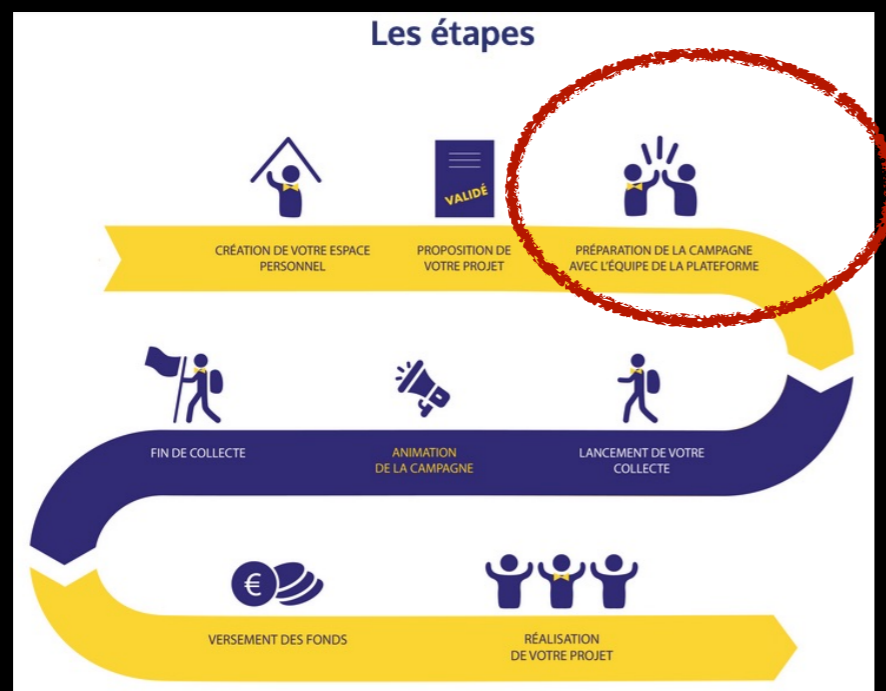 Les étapes
VALIDÉ
CRÉATION DE VOTRE ESPACE
PERSONNEL
PROPOSITION DE
VOTRE PROJET
PRÉPARATION DE LA CAMPAGNE
AVEC L'ÉQUIPE DE LA PLATEFORME
LANCEMENT DE VOTRE
COLLECTE
ANIMATION
DE LA CAMPAGNE
FIN DE COLLECTE
€
VERSEMENT DES FONDS
RÉALISATION
DE VOTRE PROJET